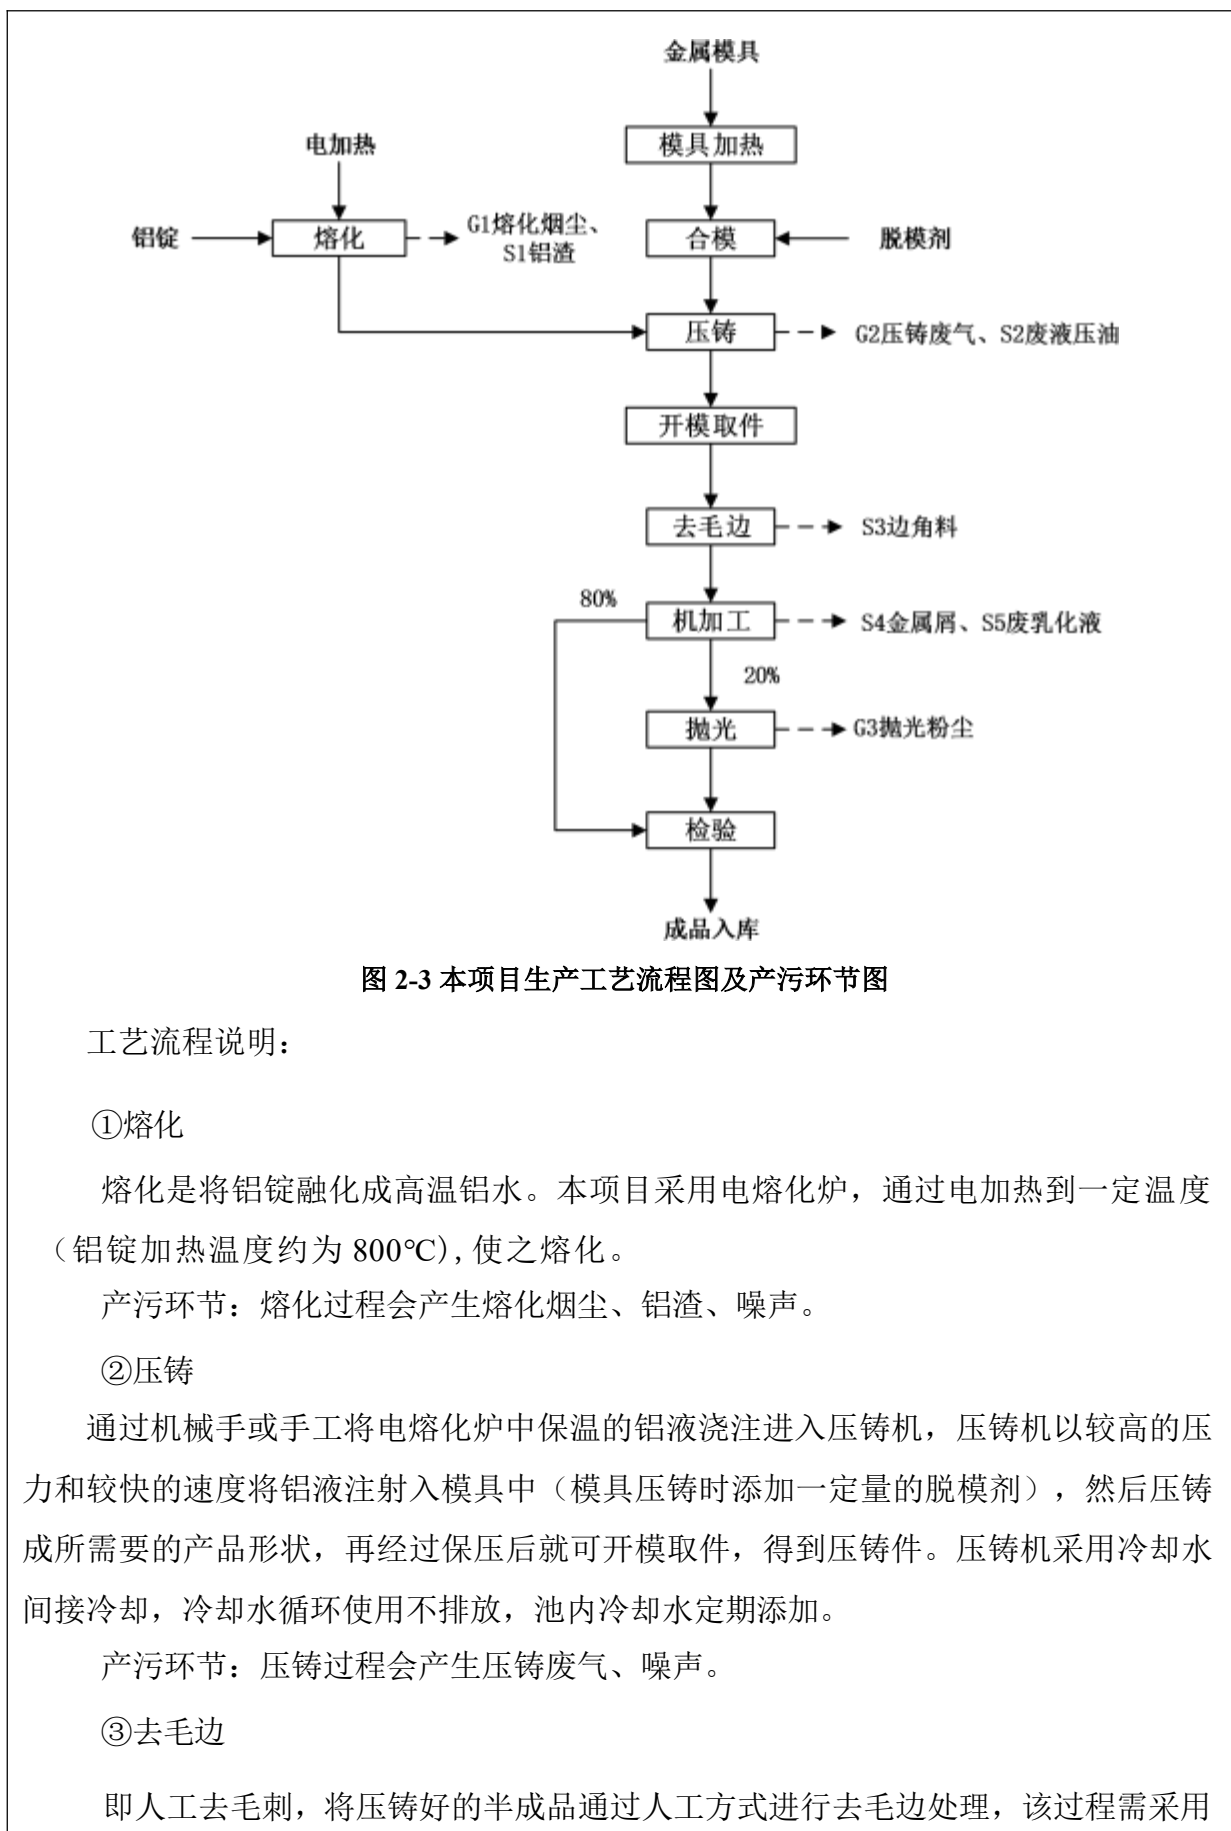 金属模具
电加热
模具加热
铝锭
熔化
G1熔化烟尘、
S1铝渣
合模
脱模剂
压铸
G2压铸废气、S2废液压油
开模取件
去毛边
S3边角料
80%
机加工
S4金属屑、S5废乳化液
20%
抛光
G3抛光粉尘
检验
成品入库
图 2-3 本项目生产工艺流程图及产污环节图
工艺流程说明：
①熔化
熔化是将铝锭融化成高温铝水。本项目采用电熔化炉，通过电加热到一定温度
（铝锭加热温度约为 800℃），使之熔化。
产污环节：熔化过程会产生熔化烟尘、铝渣、噪声。
②压铸
通过机械手或手工将电熔化炉中保温的铝液浇注进入压铸机，压铸机以较高的压
力和较快的速度将铝液注射入模具中（模具压铸时添加一定量的脱模剂），然后压铸
成所需要的产品形状，再经过保压后就可开模取件，得到压铸件。压铸机采用冷却水
间接冷却，冷却水循环使用不排放，池内冷却水定期添加。
产污环节：压铸过程会产生压铸废气、噪声。
③去毛边
即人工去毛刺，将压铸好的半成品通过人工方式进行去毛边处理，该过程需采用